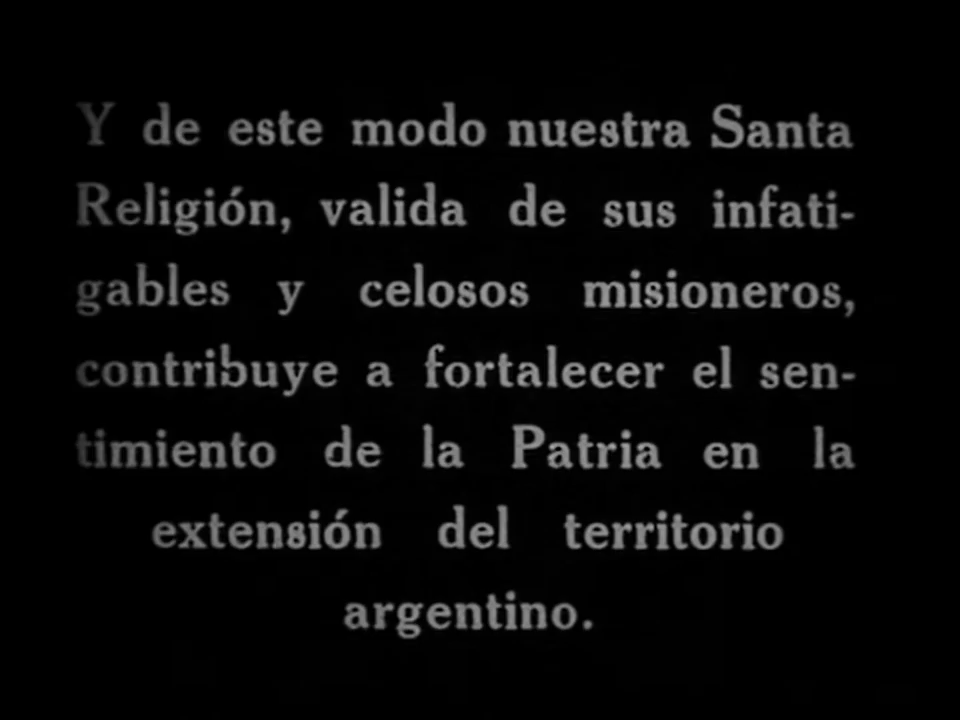 Y de este modo nuestra Santa
Religión, valida de sus infati-
gables y celosos misioneros,
contribuye a fortalecer el sen-
timiento de la Patria en la
extensión del territorio
argentino.